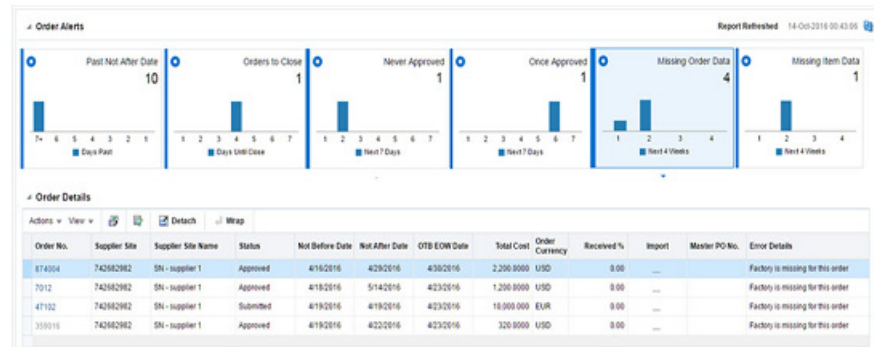 Order Alerts
Report Refreshed 14-Oct-2016 00:43:06
Past Not After Date Orders to Close Never Approved Once Approved Missing Order Data Missing Item Data
10 1 1 1 4 1
7+ 6 5 4 3 2 1 1 2 3 4 5 6 7 1 2 3 4 5 6 7 1 2 3 4 5 6 7 1 2 3 4 1 2 3 4
Days Past Days Until Close Next 7 Days Next 7 Days Next 4 Weeks Next 4 Weeks
Order Details
Actions View Detach Wrap
Order No. Supplier Site Supplier Site Name Status Not Before Date Not After Date OTB EOW Date Total Cost Order Currency Received % Import Master PO No. Error Details
874004 742682982 SN - supplier 1 Approved 4/16/2016 4/29/2016 4/30/2016 2,200.0000 USD 0.00 ... Factory is missing for this order
7012 742682982 SN - supplier 1 Approved 4/18/2016 5/14/2016 4/23/2016 1,200.0000 USD 0.00 ... Factory is missing for this order
47102 742682982 SN - supplier 1 Submitted 4/19/2016 4/19/2016 4/23/2016 10,000.000 EUR 0.00 ... Factory is missing for this order
359016 742682982 SN - supplier 1 Approved 4/19/2016 4/22/2016 4/23/2016 320.0000 USD 0.00 ... Factory is missing for this order